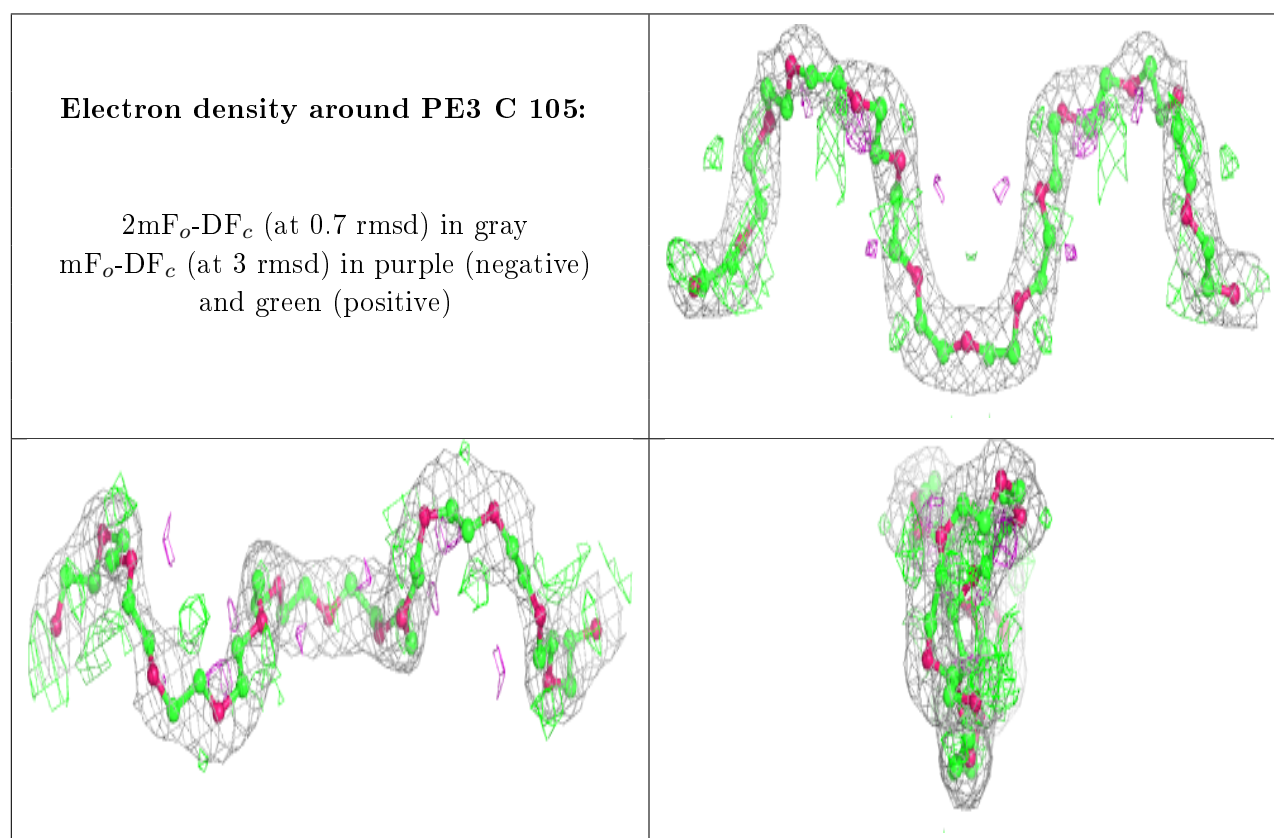 Electron density around PE3 C 105:
2mFₒ-DF𝒸 (at 0.7 rmsd) in gray
mFₒ-DF𝒸 (at 3 rmsd) in purple (negative)
and green (positive)